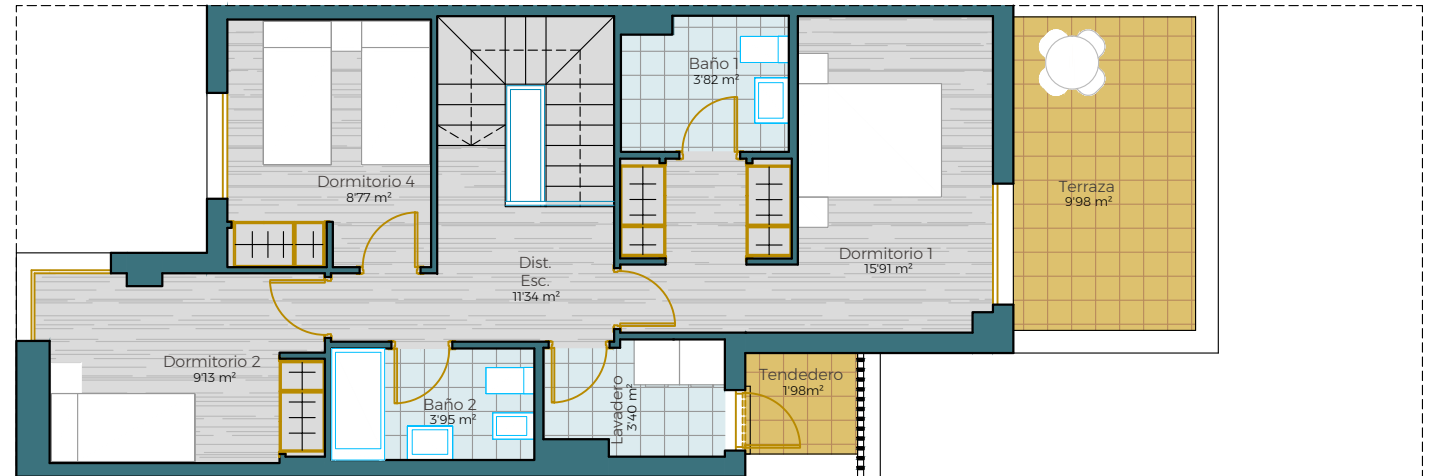 Baño 1
3'82 m²
Dormitorio 4
8'77 m²
Terraza
9'98 m²
Dormitorio 1
15'91 m²
Dist.
Esc.
11'34 m²
Dormitorio 2
9'13 m²
Baño 2
3'95 m²
Lavadero
3'40 m²
Tendedero
1'98m²